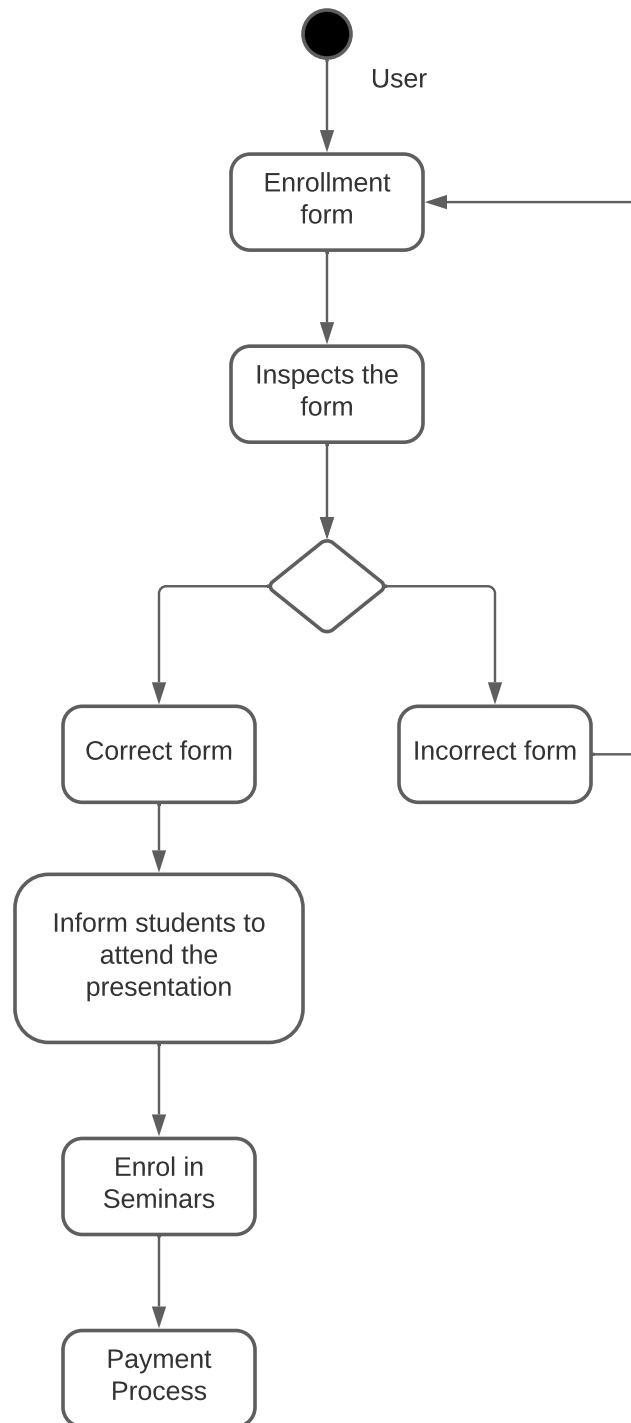 User
Enrollment
form
Inspects the
form
Correct form
Incorrect form
Inform students to
attend the
presentation
Enrol in
Seminars
Payment
Process